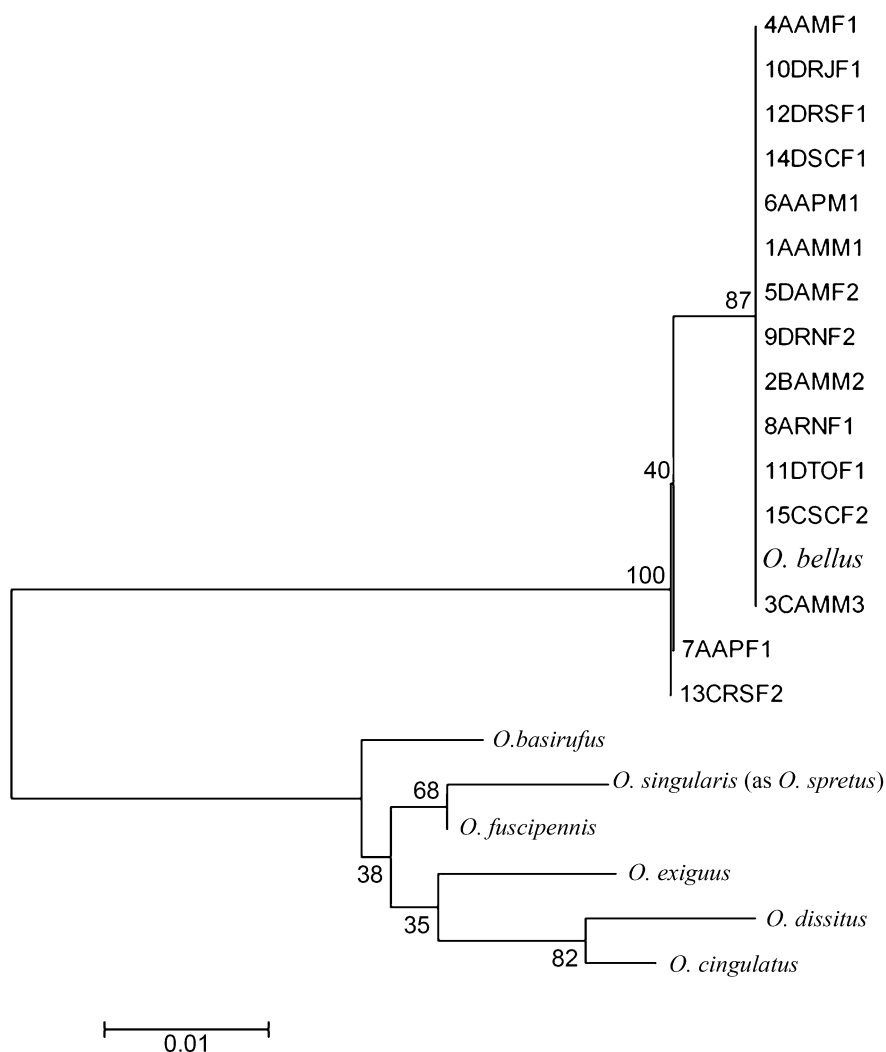 4AAMF1
10DRJF1
12DRSF1
14DSCF1
6AAPM1
1AAMM1
5DAMF2
87
9DRNF2
2BAMM2
8ARNF1
40
11DTOF1
15CSCF2
O. bellus
100
3CAMM3
7AAPF1
13CRSF2
O.basirufus
O. singularis (as O. spretus)
68
O. fuscipennis
38
O. exiguus
35
O. dissitus
82
O. cingulatus
0.01